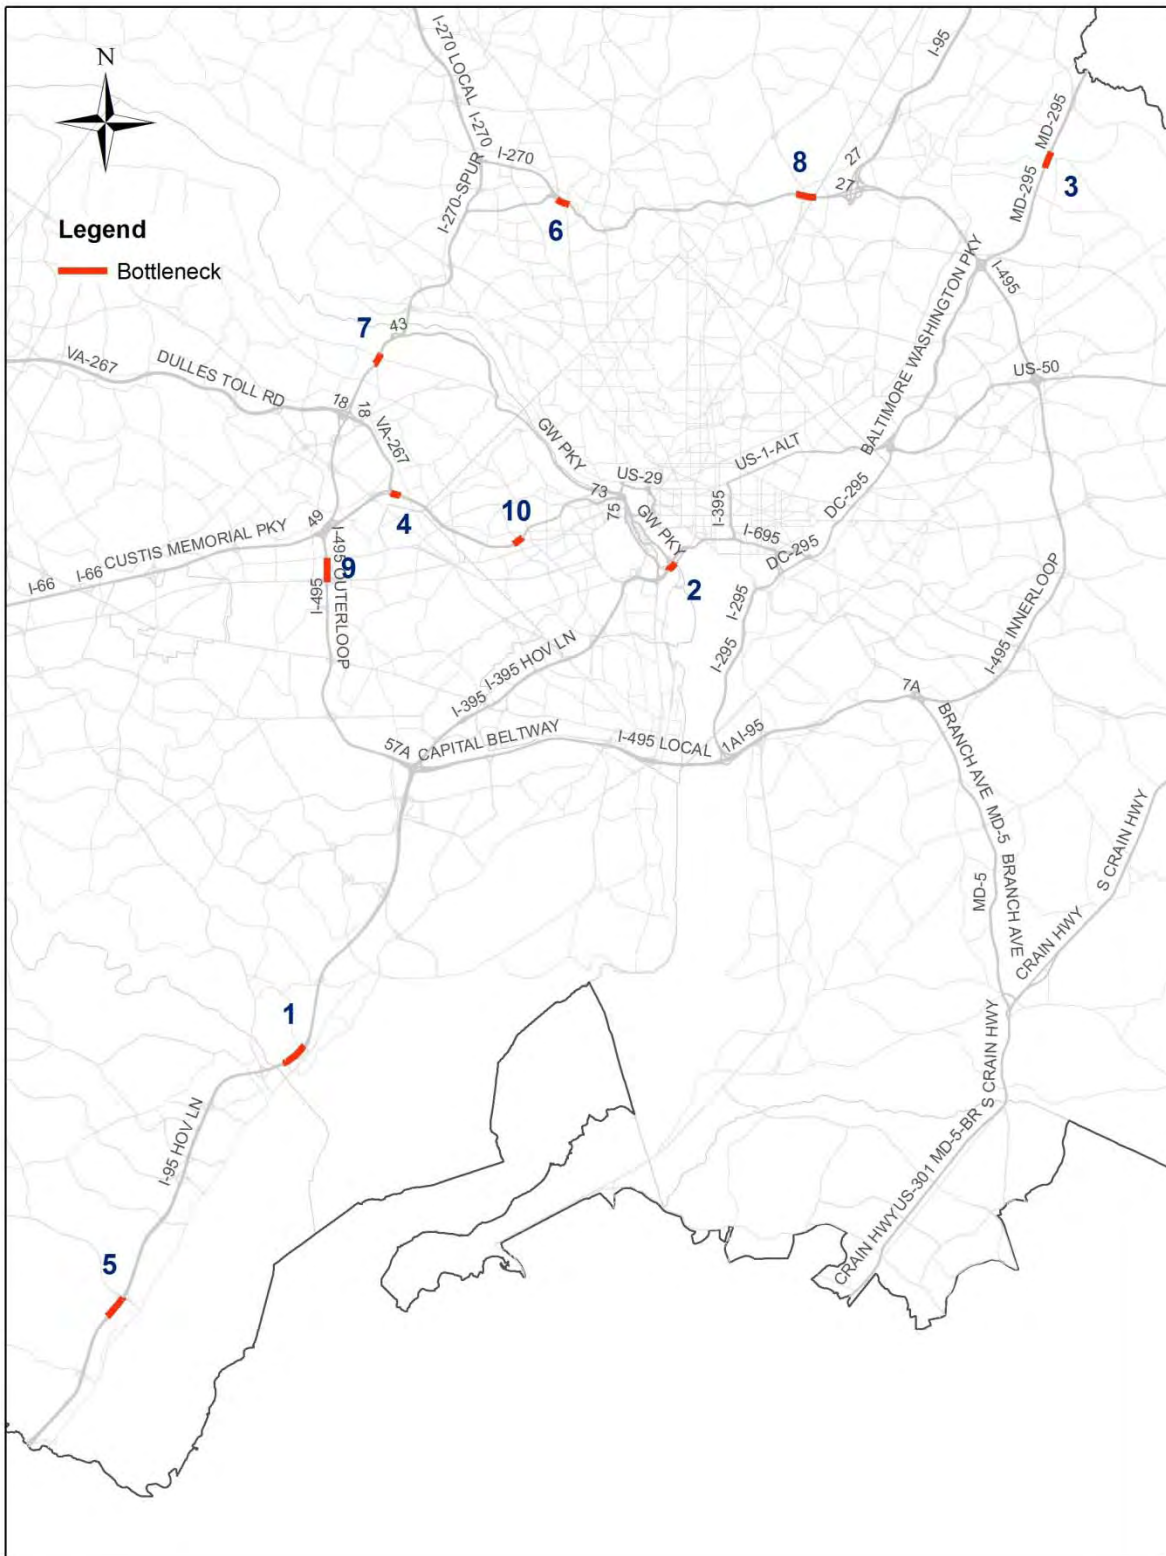 N
Legend
Bottleneck
I-270 LOCAL
I-270
I-270
I-270-SPUR
I-95
MD-295
MD-295
3
8
27
27
6
I-495
7
43
VA-267
DULLES TOLL RD
18
18
VA-267
BALTIMORE WASHINGTON PKY
US-50
GW PKY
US-29
US-1-ALT
73
75
GW PKY
I-395
I-695
DC-295
DC-295
4
10
49
I-66
I-66
CUSTIS MEMORIAL PKY
I-495 OUTERLOOP
I-495
9
2
I-295
I-295
I-495 INNERLOOP
I-395
I-395 HOV LN
7A
57A
CAPITAL BELTWAY
I-495 LOCAL
1AI-95
BRANCH AVE
MD-5
BRANCH AVE
MD-5
S CRAIN HWY
CRAIN HWY
S CRAIN HWY
1
I-95 HOV LN
MD-5-BR
US-301
CRAIN HWY
5